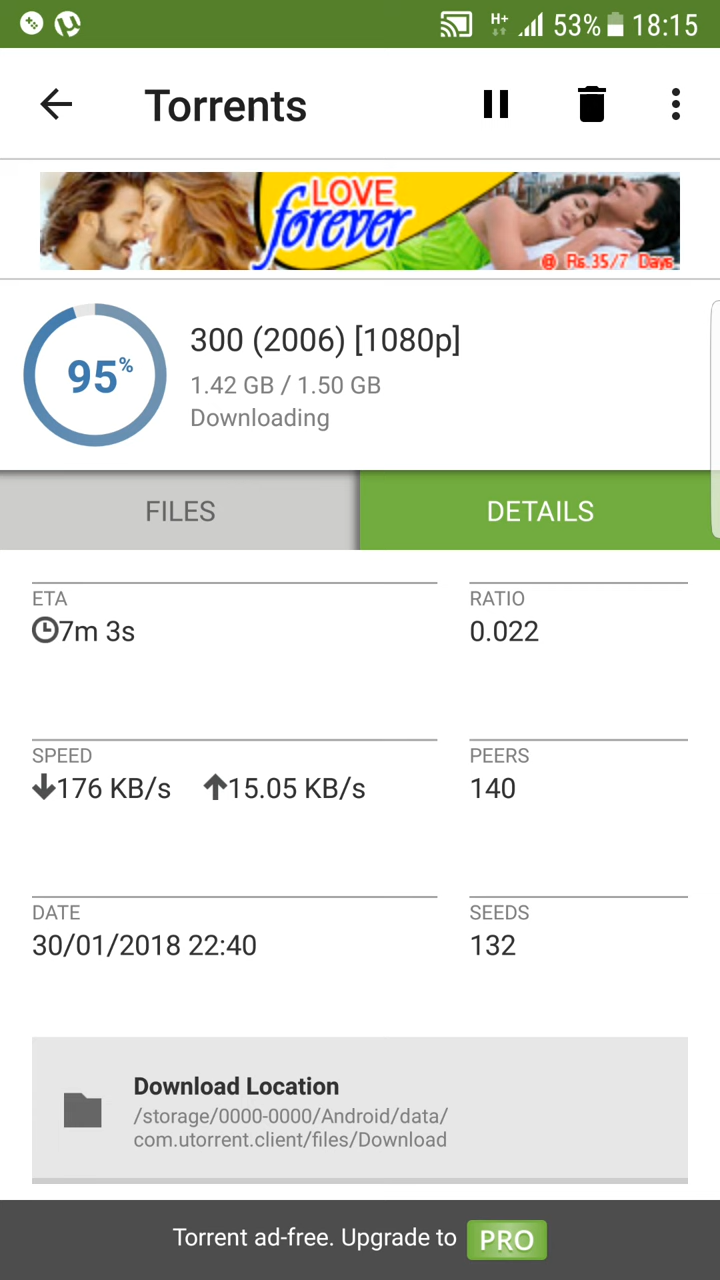 H+ 53% 18:15
Torrents
LOVE
forever
@ Rs.35/7 Days
95%
300 (2006) [1080p]
1.42 GB / 1.50 GB
Downloading
FILES
DETAILS
ETA
7m 3s
RATIO
0.022
SPEED
176 KB/s 15.05 KB/s
PEERS
140
DATE
30/01/2018 22:40
SEEDS
132
Download Location
/storage/0000-0000/Android/data/
com.utorrent.client/files/Download
Torrent ad-free. Upgrade to PRO